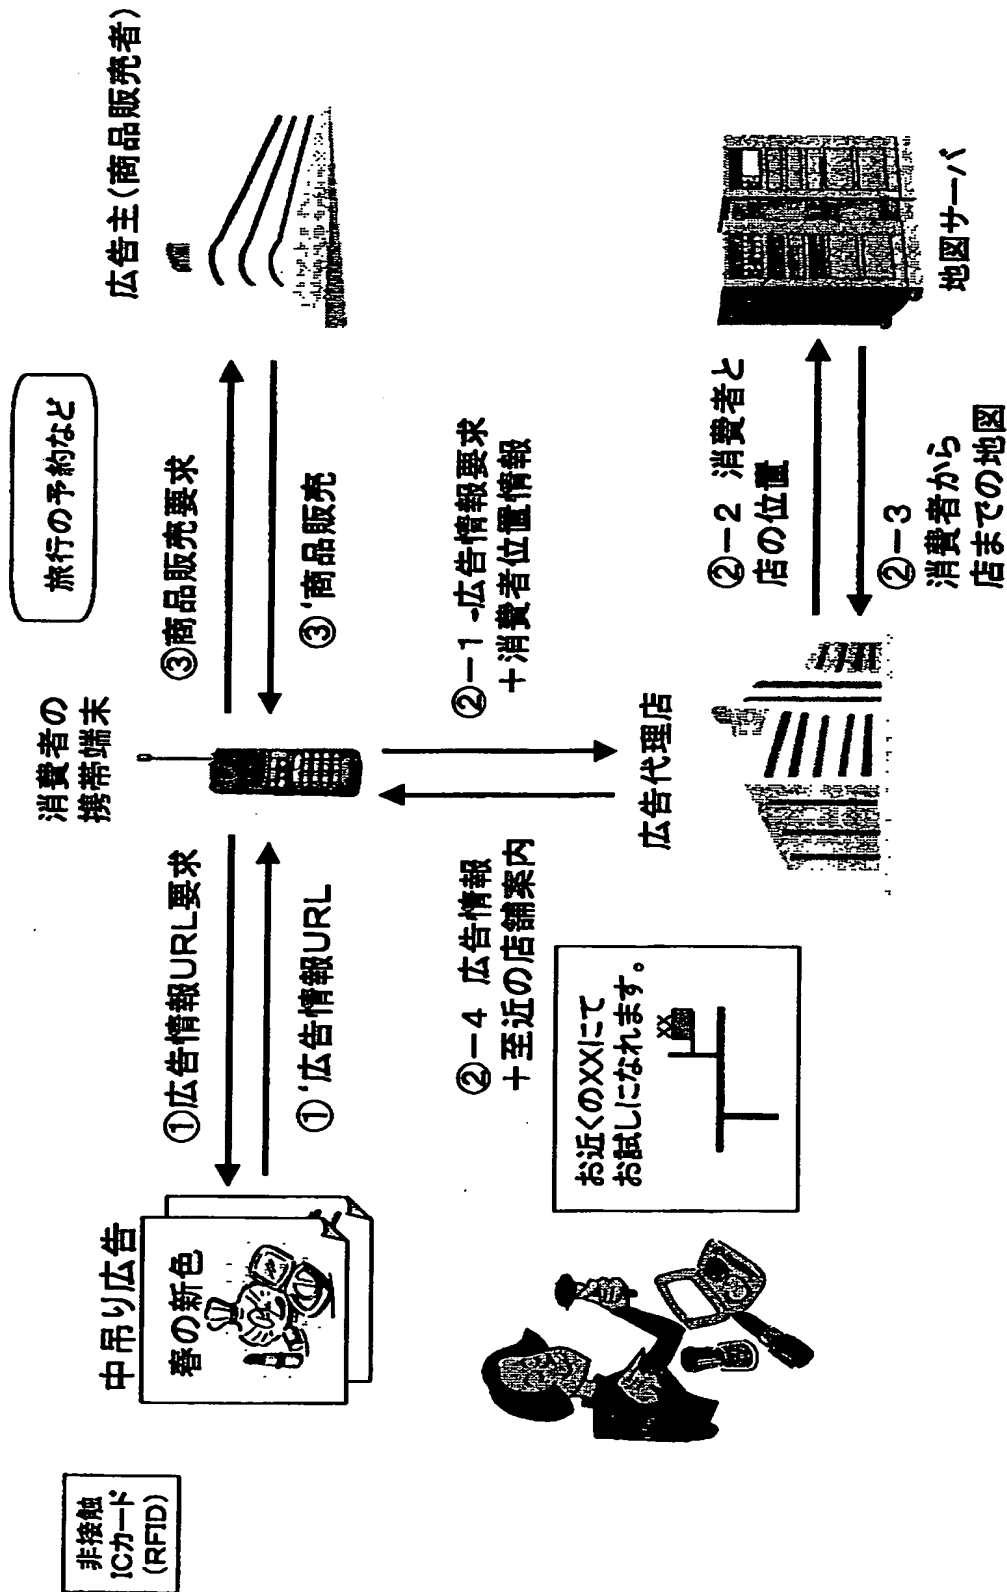 非接触
ICカード
(RFID)
中吊り広告
春の新色
①広告情報URL要求
①'広告情報URL
消費者の
携帯端末
旅行の予約など
③商品販売要求
③'商品販売
広告主(商品販売者)
②-4 広告情報
+至近の店舗案内
②-1-広告情報要求
+消費者位置情報
お近くのXXにて
お試しになれます。
XX
広告代理店
②-2 消費者と
店の位置
②-3
消費者から
店までの地図
地図サーバ